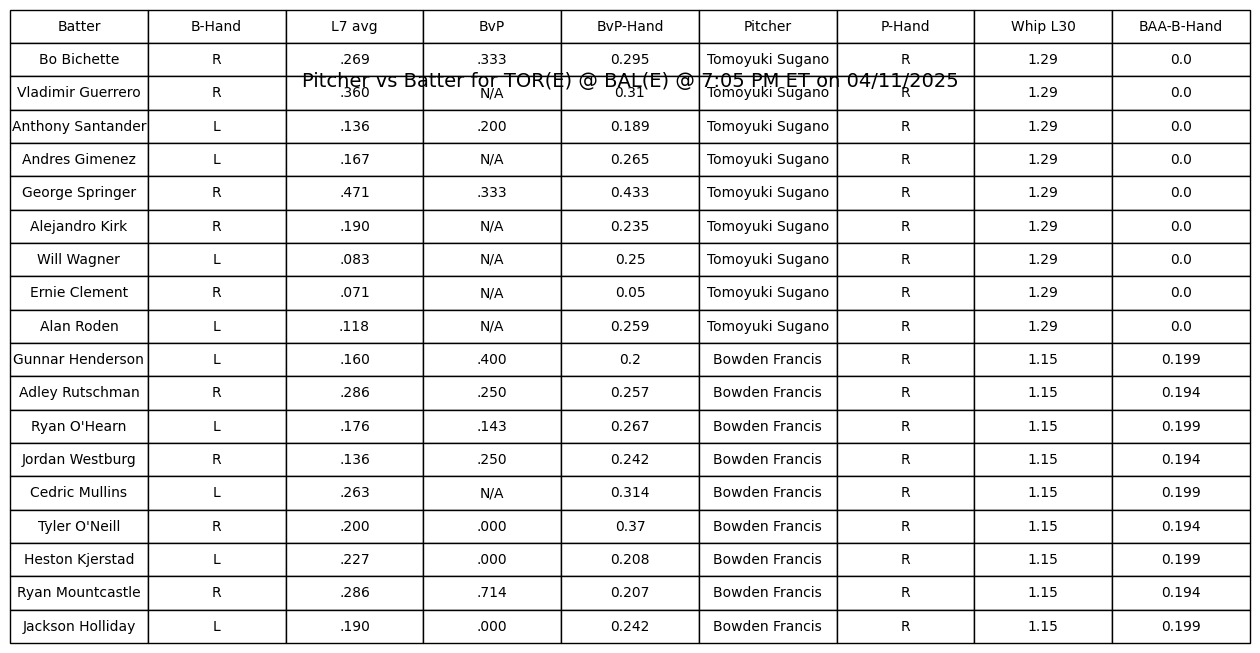 Batter B-Hand L7 avg BvP BvP-Hand Pitcher P-Hand Whip L30 BAA-B-Hand
Bo Bichette R .269 .333 0.295 Tomoyuki Sugano R 1.29 0.0
Pitcher vs Batter for TOR(E) @ BAL(E) @ 7:05 PM ET on 04/11/2025
Vladimir Guerrero R .360 N/A 0.31 Tomoyuki Sugano R 1.29 0.0
Anthony Santander L .136 .200 0.189 Tomoyuki Sugano R 1.29 0.0
Andres Gimenez L .167 N/A 0.265 Tomoyuki Sugano R 1.29 0.0
George Springer R .471 .333 0.433 Tomoyuki Sugano R 1.29 0.0
Alejandro Kirk R .190 N/A 0.235 Tomoyuki Sugano R 1.29 0.0
Will Wagner L .083 N/A 0.25 Tomoyuki Sugano R 1.29 0.0
Ernie Clement R .071 N/A 0.05 Tomoyuki Sugano R 1.29 0.0
Alan Roden L .118 N/A 0.259 Tomoyuki Sugano R 1.29 0.0
Gunnar Henderson L .160 .400 0.2 Bowden Francis R 1.15 0.199
Adley Rutschman R .286 .250 0.257 Bowden Francis R 1.15 0.194
Ryan O'Hearn L .176 .143 0.267 Bowden Francis R 1.15 0.199
Jordan Westburg R .136 .250 0.242 Bowden Francis R 1.15 0.194
Cedric Mullins L .263 N/A 0.314 Bowden Francis R 1.15 0.199
Tyler O'Neill R .200 .000 0.37 Bowden Francis R 1.15 0.194
Heston Kjerstad L .227 .000 0.208 Bowden Francis R 1.15 0.199
Ryan Mountcastle R .286 .714 0.207 Bowden Francis R 1.15 0.194
Jackson Holliday L .190 .000 0.242 Bowden Francis R 1.15 0.199